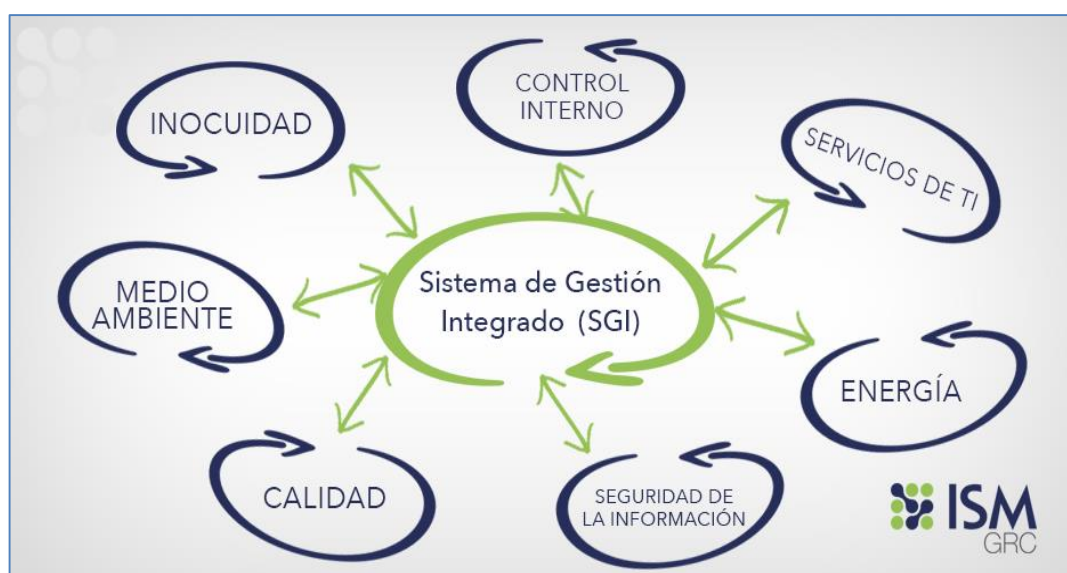 CONTROL
INTERNO
INOCUIDAD
SERVICIOS DE TI
Sistema de Gestión
Integrado (SGI)
MEDIO
AMBIENTE
ENERGÍA
CALIDAD
SEGURIDAD DE
LA INFORMACIÓN
ISM
GRC